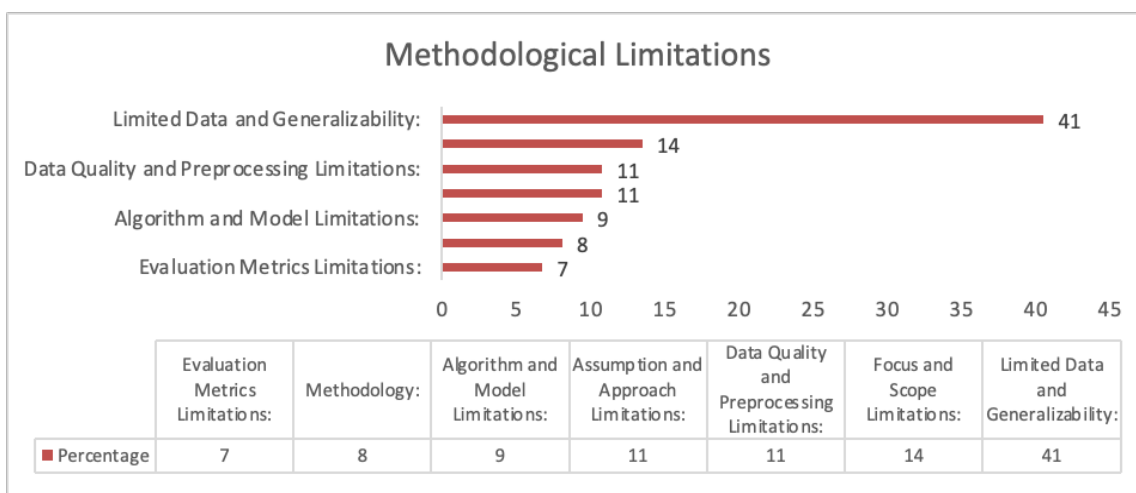 Methodological Limitations
Limited Data and Generalizability:
41
14
Data Quality and Preprocessing Limitations:
11
11
Algorithm and Model Limitations:
9
8
Evaluation Metrics Limitations:
7
0 5 10 15 20 25 30 35 40 45
Evaluation Metrics Limitations:
Methodology:
Algorithm and Model Limitations:
Assumption and Approach Limitations:
Data Quality and Preprocessing Limitations:
Focus and Scope Limitations:
Limited Data and Generalizability:
Percentage 7 8 9 11 11 14 41